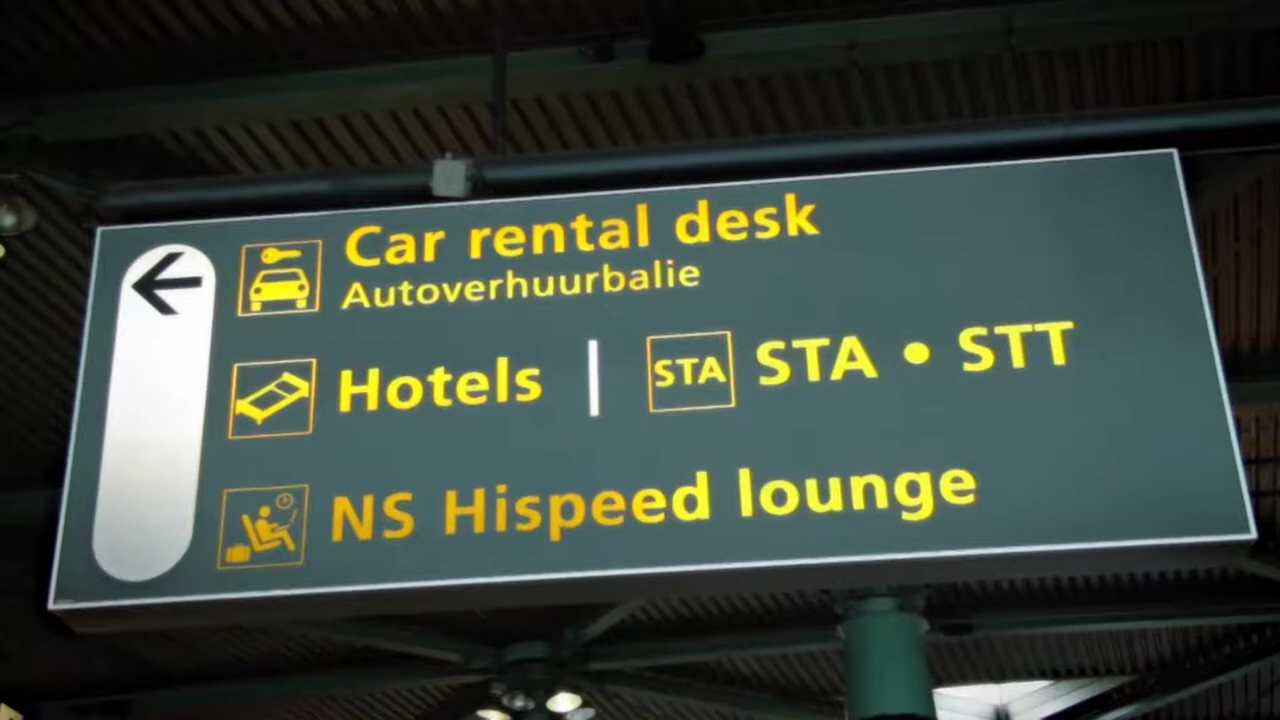 Car rental desk
Autoverhuurbalie
Hotels | STA STA • STT
NS Hispeed lounge